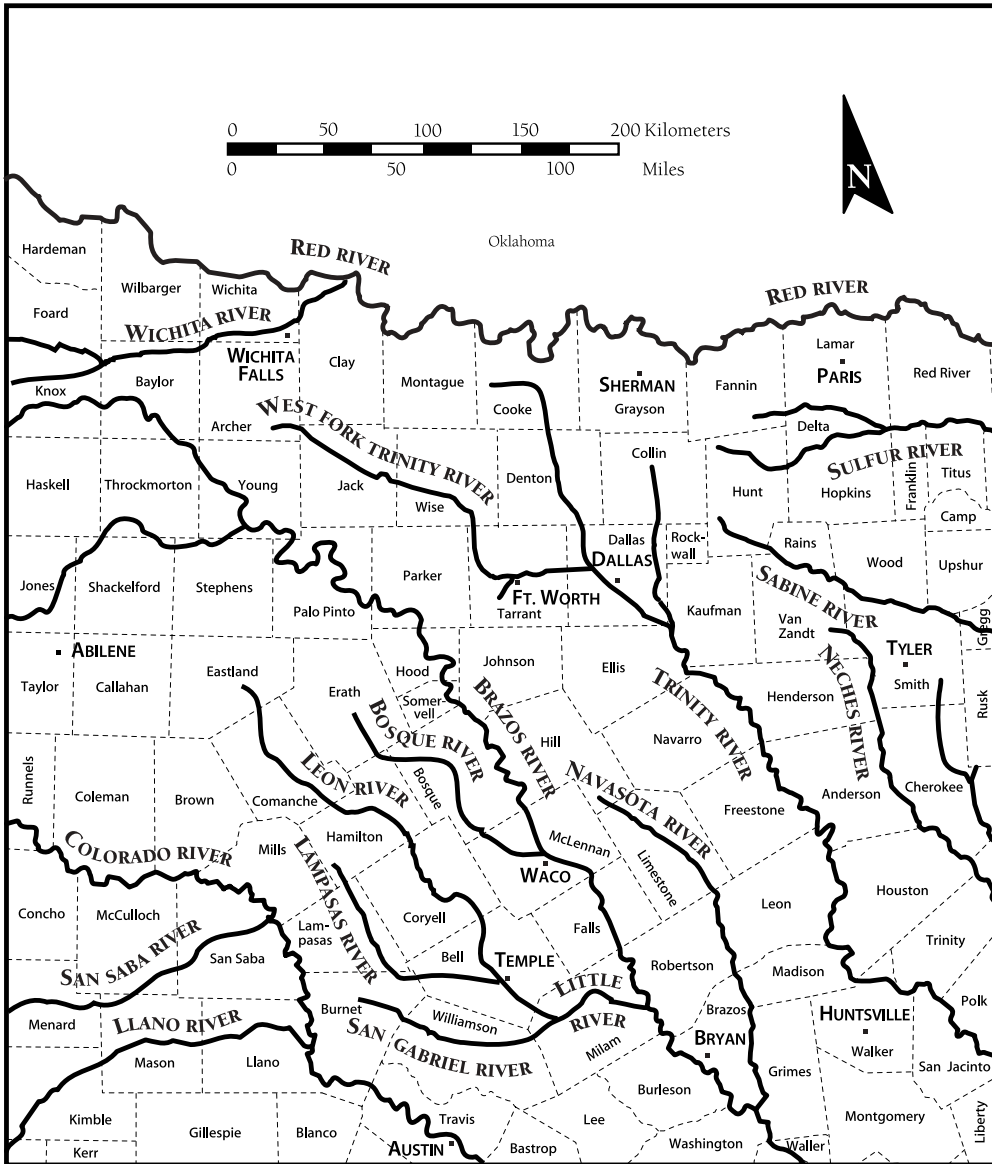 0 50 100 150 200 Kilometers
0 50 100 Miles
N
Oklahoma
RED RIVER
RED RIVER
Hardeman
Wilbarger
Wichita
Foard
WICHITA RIVER
WICHITA
FALLS
Clay
Lamar
PARIS
Red River
Knox
Baylor
Montague
Cooke
SHERMAN
Grayson
Fannin
Archer
WEST FORK TRINITY RIVER
Delta
SULFUR RIVER
Collin
Haskell
Throckmorton
Young
Jack
Wise
Denton
Hunt
Hopkins
Franklin
Titus
Camp
Jones
Shackelford
Stephens
Palo Pinto
Parker
Dallas
DALLAS
Rock-
wall
Rains
Wood
Upshur
FT. WORTH
Tarrant
Kaufman
Van
Zandt
SABINE RIVER
Gregg
ABILENE
Taylor
Callahan
Eastland
Erath
Hood
Somer-
vell
Johnson
Ellis
TRINITY RIVER
Henderson
NECHES RIVER
TYLER
Smith
Rusk
BRAZOS RIVER
BOSQUE RIVER
Bosque
Hill
Navarro
Runnels
Coleman
Brown
Comanche
LEON RIVER
NAVASOTA RIVER
Freestone
Anderson
Cherokee
COLORADO RIVER
Mills
Hamilton
LAMPASAS RIVER
McLennan
WACO
Limestone
Concho
McCulloch
Lam-
pasas
Coryell
Falls
Leon
Houston
Trinity
SAN SABA RIVER
San Saba
Bell
TEMPLE
LITTLE
RIVER
Robertson
Madison
Polk
Menard
LLANO RIVER
Burnet
Williamson
SAN GABRIEL RIVER
Milam
Brazos
BRYAN
HUNTSVILLE
Walker
San Jacinto
Mason
Llano
Burleson
Grimes
Kimble
Kerr
Gillespie
Blanco
Travis
AUSTIN
Bastrop
Lee
Washington
Waller
Montgomery
Liberty